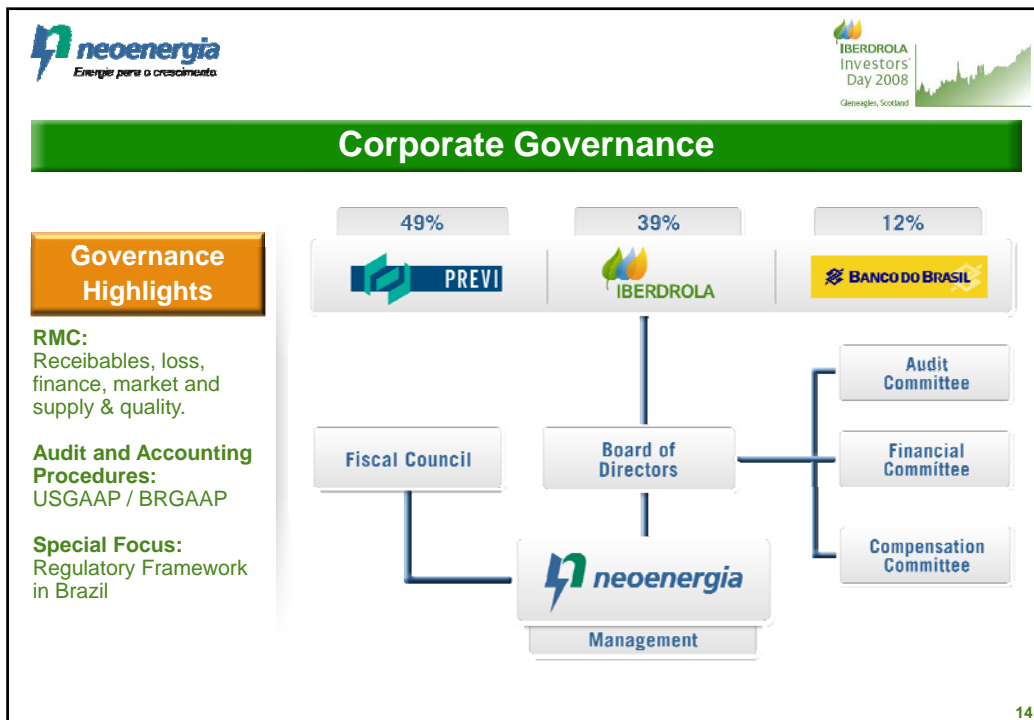 neoenergia
Energia para o crescimento.
IBERDROLA
Investors'
Day 2008
Gleneagles, Scotland
Corporate Governance
Governance
Highlights
RMC:
Receibables, loss,
finance, market and
supply & quality.
Audit and Accounting
Procedures:
USGAAP / BRGAAP
Special Focus:
Regulatory Framework
in Brazil
49%
39%
12%
PREVI
IBERDROLA
BANCO DO BRASIL
Audit
Committee
Fiscal Council
Board of
Directors
Financial
Committee
Compensation
Committee
neoenergia
Management
14